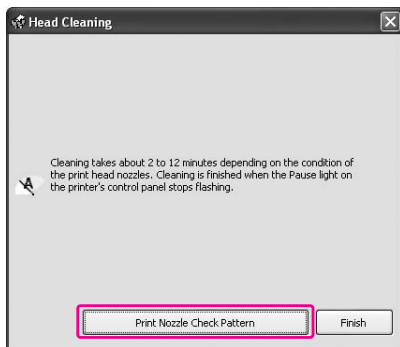 Head Cleaning
Cleaning takes about 2 to 12 minutes depending on the condition of
the print head nozzles. Cleaning is finished when the Pause light on
the printer's control panel stops flashing.
Print Nozzle Check Pattern
Finish